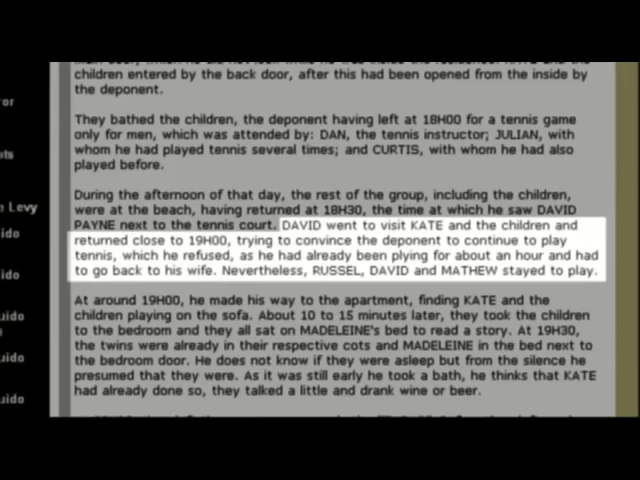 children entered by the back door, after this had been opened from the inside by
the deponent.
They bathed the children, the deponent having left at 18H00 for a tennis game
only for men, which was attended by: DAN, the tennis instructor; JULIAN, with
whom he had played tennis several times; and CURTIS, with whom he had also
played before.
During the afternoon of that day, the rest of the group, including the children,
were at the beach, having returned at 18H30, the time at which he saw DAVID
PAYNE next to the tennis court. DAVID went to visit KATE and the children and
returned close to 19H00, trying to convince the deponent to continue to play
tennis, which he refused, as he had already been plying for about an hour and had
to go back to his wife. Nevertheless, RUSSEL, DAVID and MATHEW stayed to play.
At around 19H00, he made his way to the apartment, finding KATE and the
children playing on the sofa. About 10 to 15 minutes later, they took the children
to the bedroom and they all sat on MADELEINE's bed to read a story. At 19H30,
the twins were already in their respective cots and MADELEINE in the bed next to
the bedroom door. He does not know if they were asleep but from the silence he
presumed that they were. As it was still early he took a bath, he thinks that KATE
had already done so, they talked a little and drank wine or beer.
or
ts
Levy
ido
ido
uido
uido
uido